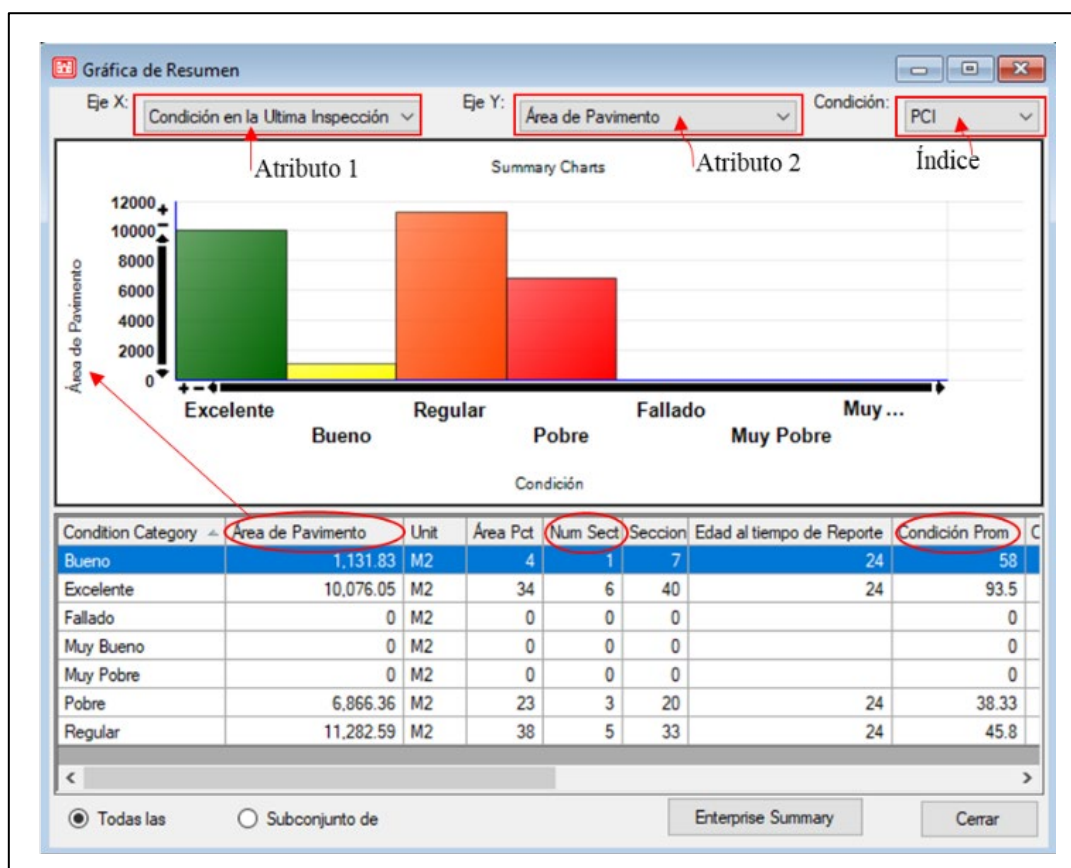 Gráfica de Resumen
Eje X: Condición en la Ultima Inspección Eje Y: Área de Pavimento Condición: PCI
Atributo 1 Atributo 2 Índice
Summary Charts
12000
10000
8000
6000
4000
2000
0
Área de Pavimento
Excelente Regular Fallado Muy ...
Bueno Pobre Muy Pobre
Condición
Condition Category Área de Pavimento Unit Área Pct Num Sect Seccion Edad al tiempo de Reporte Condición Prom C
Bueno 1,131.83 M2 4 1 7 24 58
Excelente 10,076.05 M2 34 6 40 24 93.5
Fallado 0 M2 0 0 0 0
Muy Bueno 0 M2 0 0 0 0
Muy Pobre 0 M2 0 0 0 0
Pobre 6,866.36 M2 23 3 20 24 38.33
Regular 11,282.59 M2 38 5 33 24 45.8
Todas las Subconjunto de Enterprise Summary Cerrar